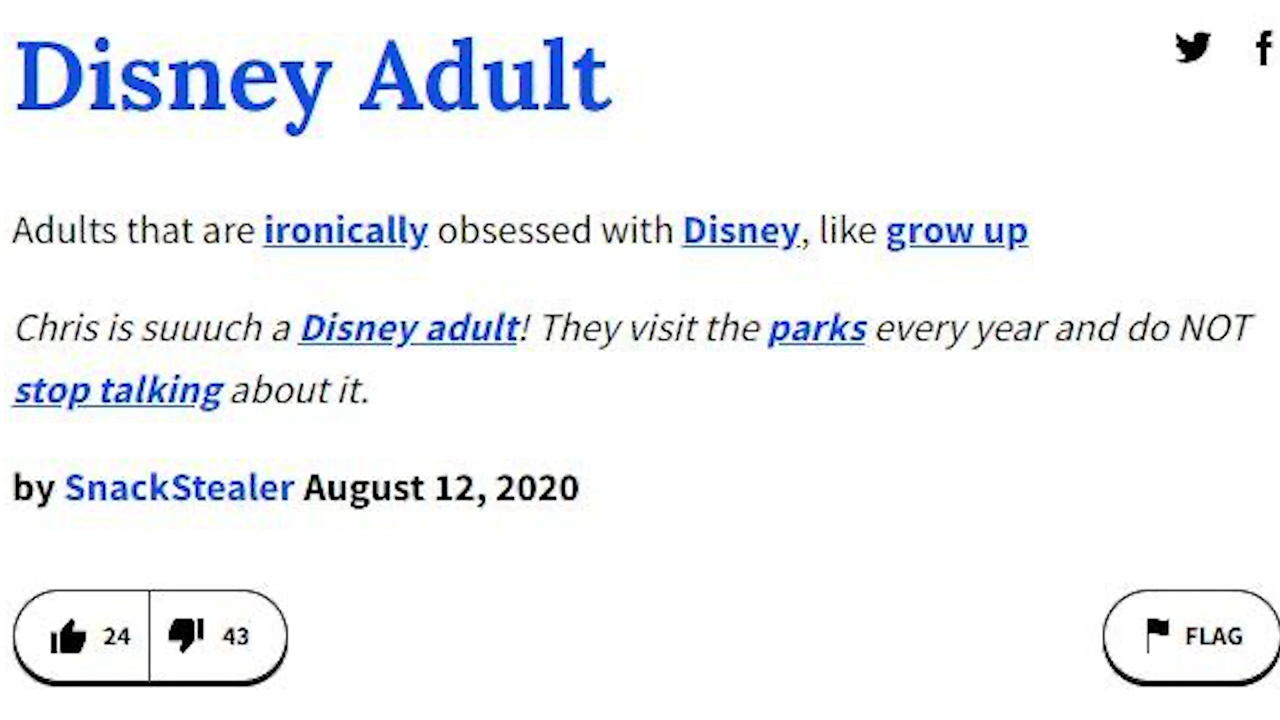 Disney Adult
Adults that are ironically obsessed with Disney, like grow up
Chris is suuuch a Disney adult! They visit the parks every year and do NOT
stop talking about it.
by SnackStealer August 12, 2020
24 43 FLAG